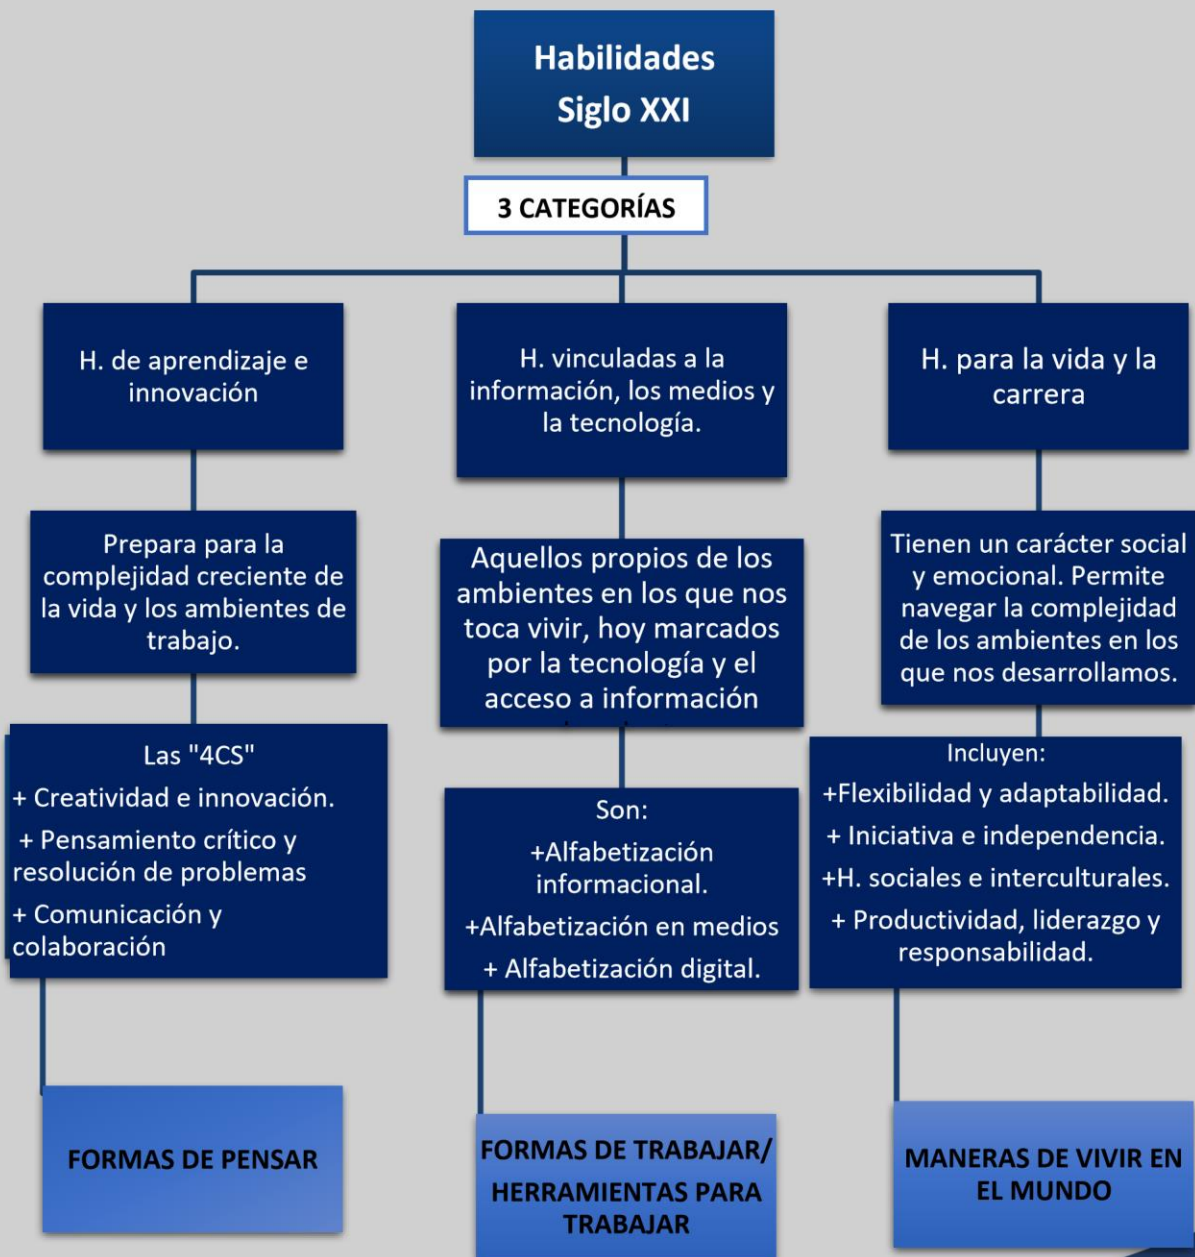 Habilidades
Siglo XXI
3 CATEGORÍAS
H. de aprendizaje e
innovación
Prepara para la
complejidad creciente de
la vida y los ambientes de
trabajo.
Las "4CS"
+ Creatividad e innovación.
+ Pensamiento crítico y
resolución de problemas
+ Comunicación y
colaboración
FORMAS DE PENSAR
H. vinculadas a la
información, los medios y
la tecnología.
Aquellos propios de los
ambientes en los que nos
toca vivir, hoy marcados
por la tecnología y el
acceso a información
Son:
+Alfabetización
informacional.
+Alfabetización en medios
+ Alfabetización digital.
FORMAS DE TRABAJAR/
HERRAMIENTAS PARA
TRABAJAR
H. para la vida y la
carrera
Tienen un carácter social
y emocional. Permite
navegar la complejidad
de los ambientes en los
que nos desarrollamos.
Incluyen:
+Flexibilidad y adaptabilidad.
+ Iniciativa e independencia.
+H. sociales e interculturales.
+ Productividad, liderazgo y
responsabilidad.
MANERAS DE VIVIR EN
EL MUNDO